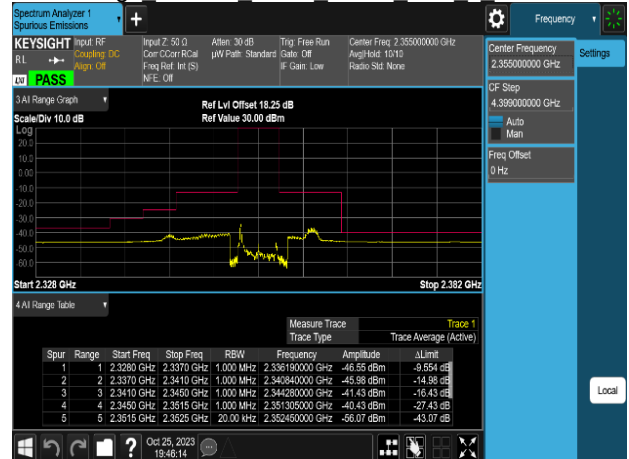 Spectrum Analyzer 1
Spurious Emissions
Frequency
KEYSIGHT Input: RF Input Z: 50 Ω Atten: 30 dB Trig: Free Run Center Freq: 2.355000000 GHz
RL Coupling: DC Corr CCorr RCal µW Path: Standard Gate: Off Avg|Hold: 10/10
Align: Off Freq Ref: Int (S) IF Gain: Low Radio Std: None
LXI PASS NFE: Off
Center Frequency
2.355000000 GHz
Settings
CF Step
4.399000000 GHz
Auto
Man
Freq Offset
0 Hz
3 All Range Graph
Ref Lvl Offset 18.25 dB
Scale/Div 10.0 dB Ref Value 30.00 dBm
Log
20.0
10.0
0.00
-10.0
-20.0
-30.0
-40.0
-50.0
-60.0
Start 2.328 GHz Stop 2.382 GHz
4 All Range Table
Measure Trace Trace 1
Trace Type Trace Average (Active)
Spur Range Start Freq Stop Freq RBW Frequency Amplitude ΔLimit
1 1 2.3280 GHz 2.3370 GHz 1.000 MHz 2.336190000 GHz -46.55 dBm -9.554 dB
2 2 2.3370 GHz 2.3410 GHz 1.000 MHz 2.340840000 GHz -45.98 dBm -14.98 dB
3 3 2.3410 GHz 2.3450 GHz 1.000 MHz 2.344280000 GHz -41.43 dBm -16.43 dB
4 4 2.3450 GHz 2.3515 GHz 1.000 MHz 2.351305000 GHz -40.43 dBm -27.43 dB
5 5 2.3515 GHz 2.3525 GHz 20.00 kHz 2.352450000 GHz -56.07 dBm -43.07 dB
Local
Oct 25, 2023
19:46:14